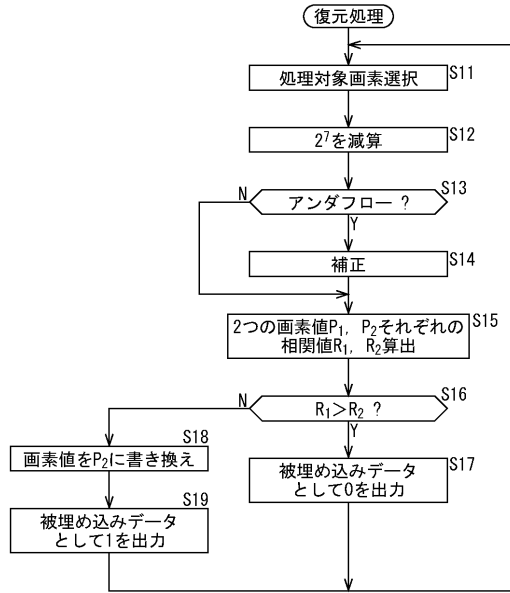 復元処理
処理対象画素選択
S11
2⁷を減算
S12
アンダフロー ?
S13
N
Y
補正
S14
2つの画素値P₁, P₂それぞれの
相関値R₁, R₂算出
S15
R₁>R₂ ?
S16
N
Y
画素値をP₂に書き換え
S18
被埋め込みデータ
として0を出力
S17
被埋め込みデータ
として1を出力
S19